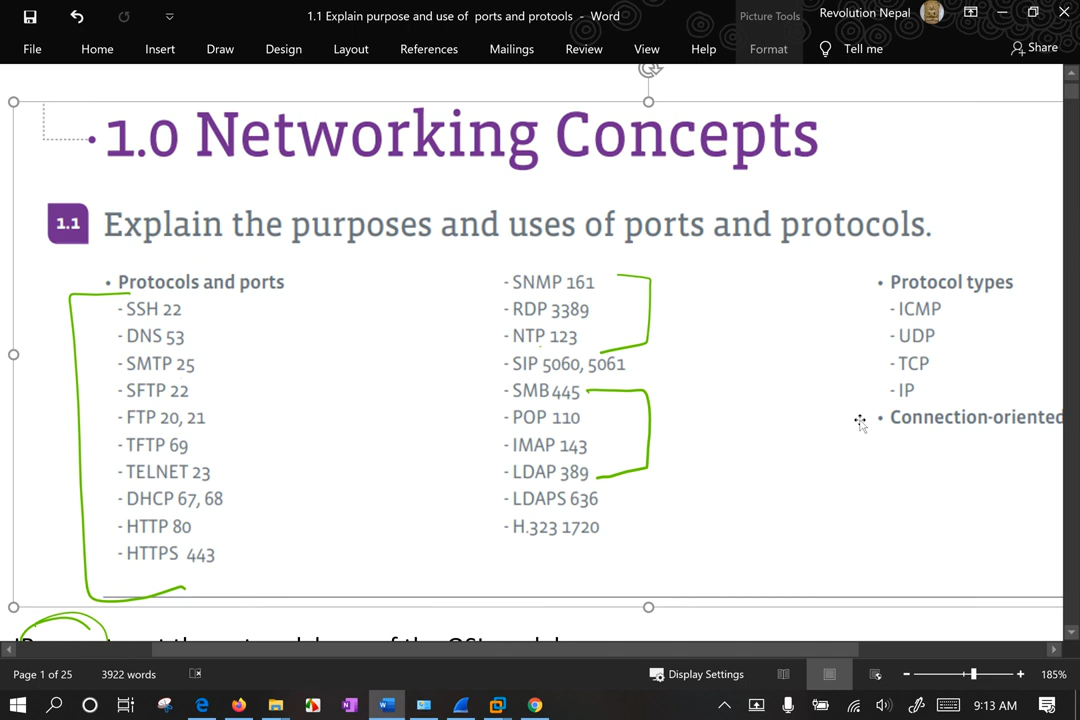 1.1 Explain purpose and use of ports and protools - Word
Picture Tools
Revolution Nepal
File Home Insert Draw Design Layout References Mailings Review View Help Format Tell me Share
1.0 Networking Concepts
1.1 Explain the purposes and uses of ports and protocols.
• Protocols and ports
- SSH 22
- DNS 53
- SMTP 25
- SFTP 22
- FTP 20, 21
- TFTP 69
- TELNET 23
- DHCP 67, 68
- HTTP 80
- HTTPS 443
- SNMP 161
- RDP 3389
- NTP 123
- SIP 5060, 5061
- SMB 445
- POP 110
- IMAP 143
- LDAP 389
- LDAPS 636
- H.323 1720
• Protocol types
- ICMP
- UDP
- TCP
- IP
• Connection-oriented
Page 1 of 25 3922 words Display Settings 185%
9:13 AM